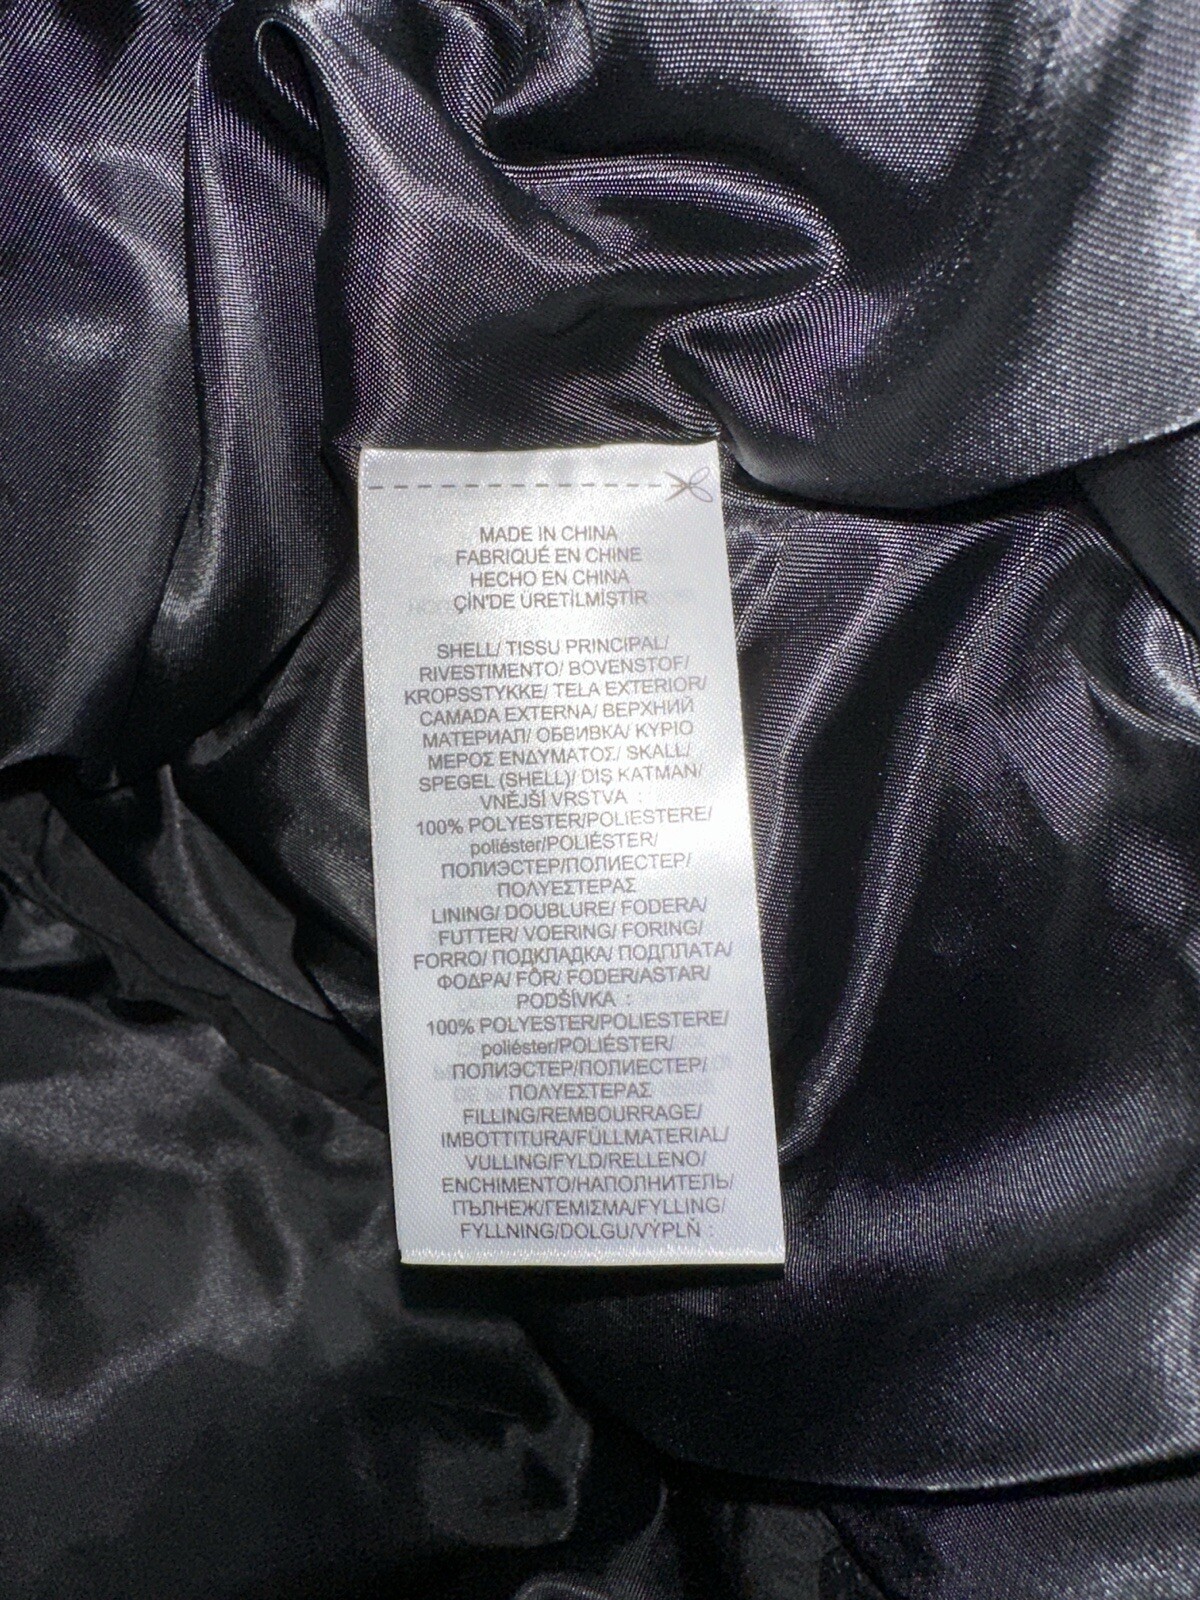 MADE IN CHINA
FABRIQUÉ EN CHINE
HECHO EN CHINA
ÇİN'DE ÜRETİLMİŞTİR
SHELL/ TISSU PRINCIPAL/
RIVESTIMENTO/ BOVENSTOF/
KROPSSTYKKE/ TELA EXTERIOR/
CAMADA EXTERNA/ ВЕРХНИЙ
МАТЕРИАЛ/ ОБВИВКА/ ΚΥΡΙΟ
ΜΕΡΟΣ ΕΝΔΥΜΑΤΟΣ/ SKALL/
SPEGEL (SHELL)/ DIŞ KATMAN/
VNĚJŠÍ VRSTVA :
100% POLYESTER/POLIESTERE/
poliéster/POLIÉSTER/
ПОЛИЭСТЕР/ПОЛИЕСТЕР/
ΠΟΛΥΕΣΤΕΡΑΣ
LINING/ DOUBLURE/ FODERA/
FUTTER/ VOERING/ FORING/
FORRO/ ПОДКЛАДКА/ ПОДПЛАТА/
ΦΟΔΡΑ/ FÔR/ FODER/ASTAR/
PODŠÍVKA :
100% POLYESTER/POLIESTERE/
poliéster/POLIÉSTER/
ПОЛИЭСТЕР/ПОЛИЕСТЕР/
ΠΟΛΥΕΣΤΕΡΑΣ
FILLING/REMBOURRAGE/
IMBOTTITURA/FÜLLMATERIAL/
VULLING/FYLD/RELLENO/
ENCHIMENTO/НАПОЛНИТЕЛЬ/
ПЪЛНЕЖ/ΓΕΜΙΣΜΑ/FYLLING/
FYLLNING/DOLGU/VÝPLŇ :